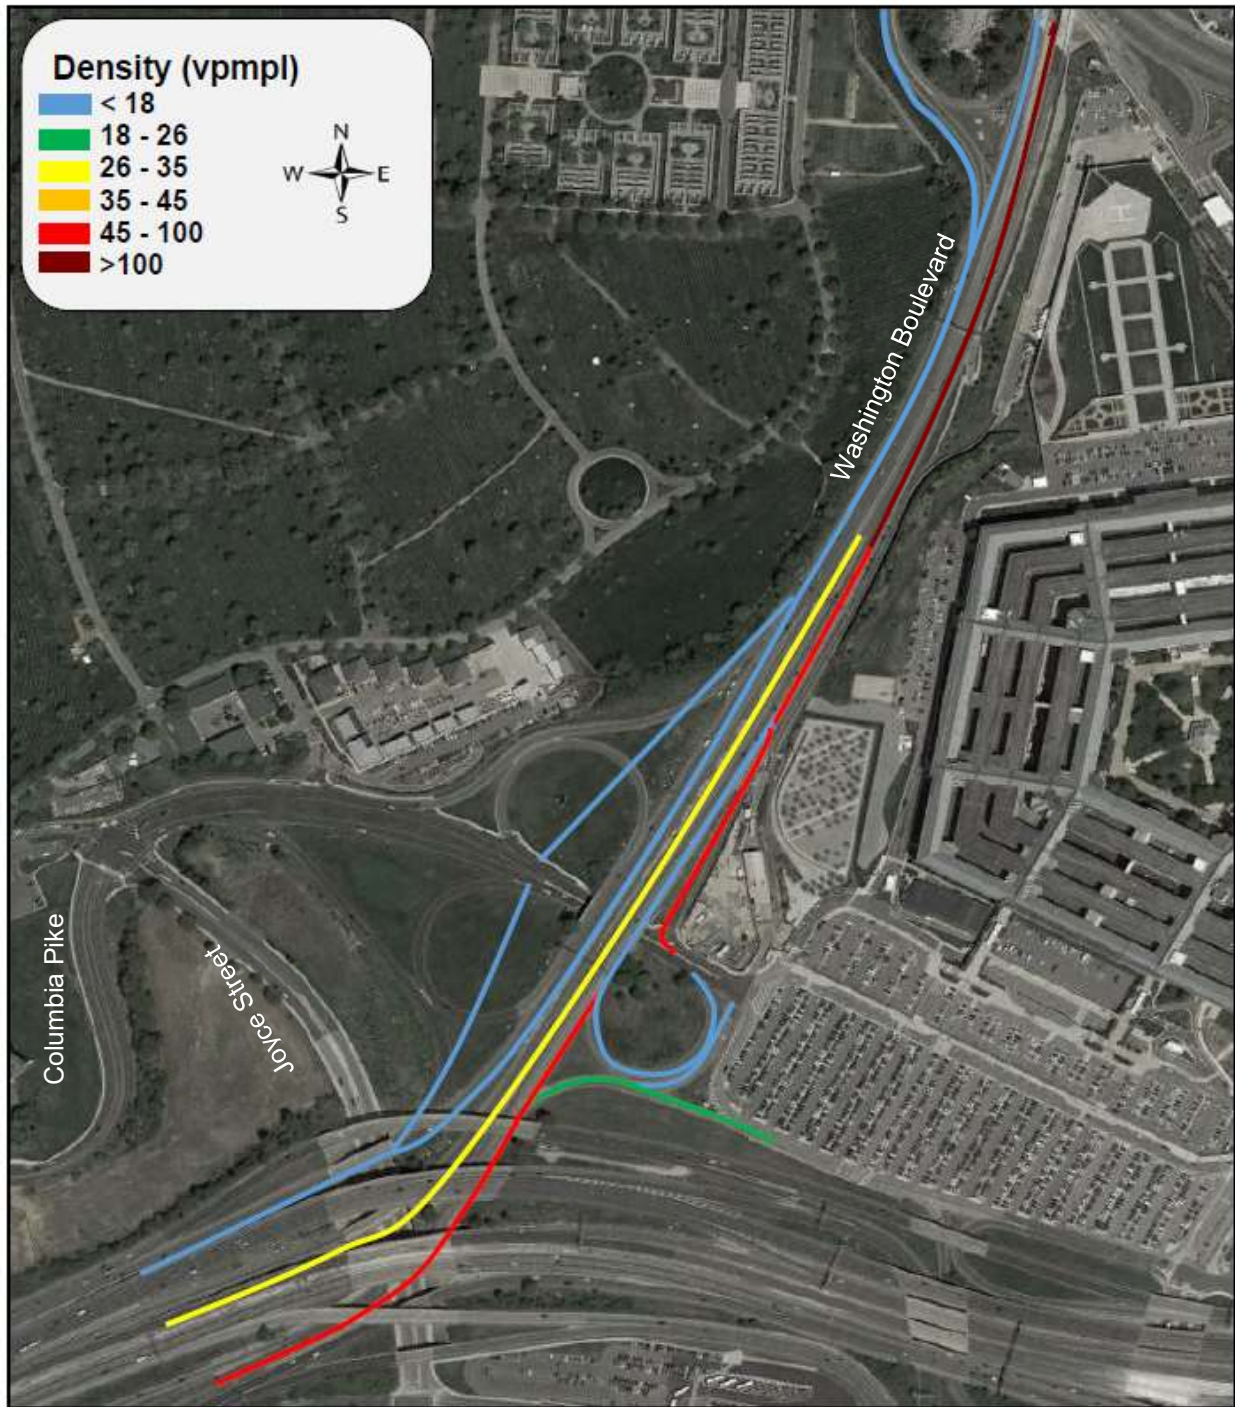 Density (vpmpl)
< 18
18 - 26
26 - 35
35 - 45
45 - 100
>100
N
W E
S
Washington Boulevard
Columbia Pike
Joyce Street